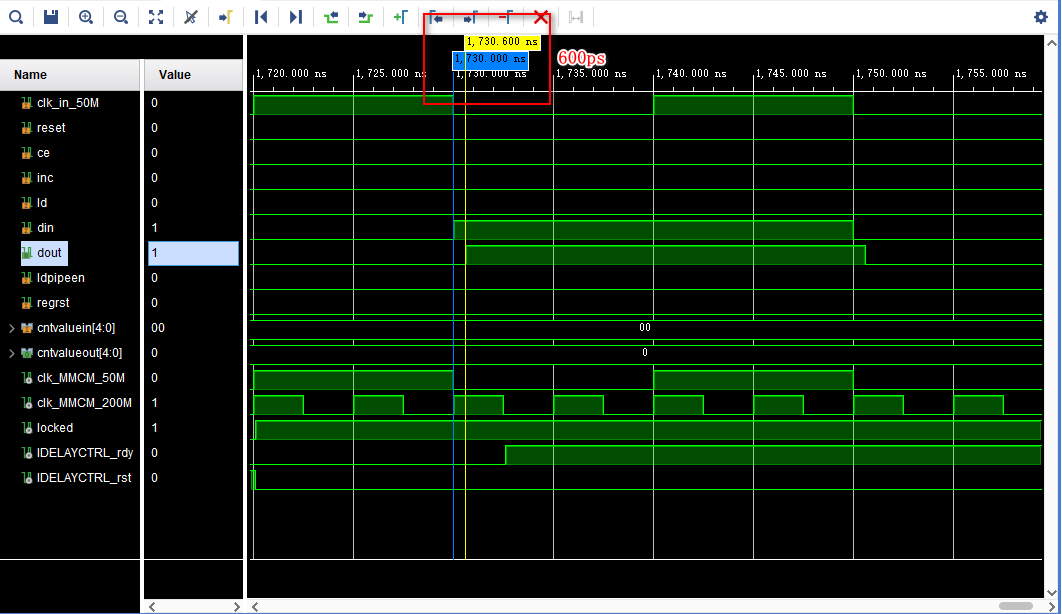 1,730.600 ns
1,730.000 ns
600ps
1,720.000 ns 1,725.000 ns 1,730.000 ns 1,735.000 ns 1,740.000 ns 1,745.000 ns 1,750.000 ns 1,755.000 ns
Name Value
clk_in_50M 0
reset 0
ce 0
inc 0
ld 0
din 1
dout 1
ldpipeen 0
regrst 0
cntvaluein[4:0] 00 00
cntvalueout[4:0] 0 0
clk_MMCM_50M 0
clk_MMCM_200M 1
locked 1
IDELAYCTRL_rdy 0
IDELAYCTRL_rst 0